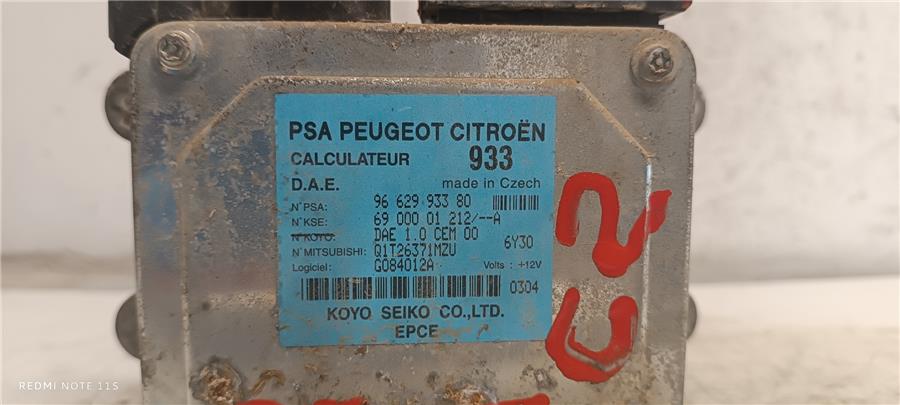 PSA PEUGEOT CITROËN
CALCULATEUR 933
D.A.E. made in Czech
N°PSA: 96 629 933 80
N°KSE: 69 000 01 212/--A
N°KOYO: DAE 1.0 CEM 00 6Y30
N°MITSUBISHI: Q1T26371MZU
Logiciel: G084012A Volts : +12V
0304
KOYO SEIKO CO.,LTD.
EPCE
C2
REDMI NOTE 11S